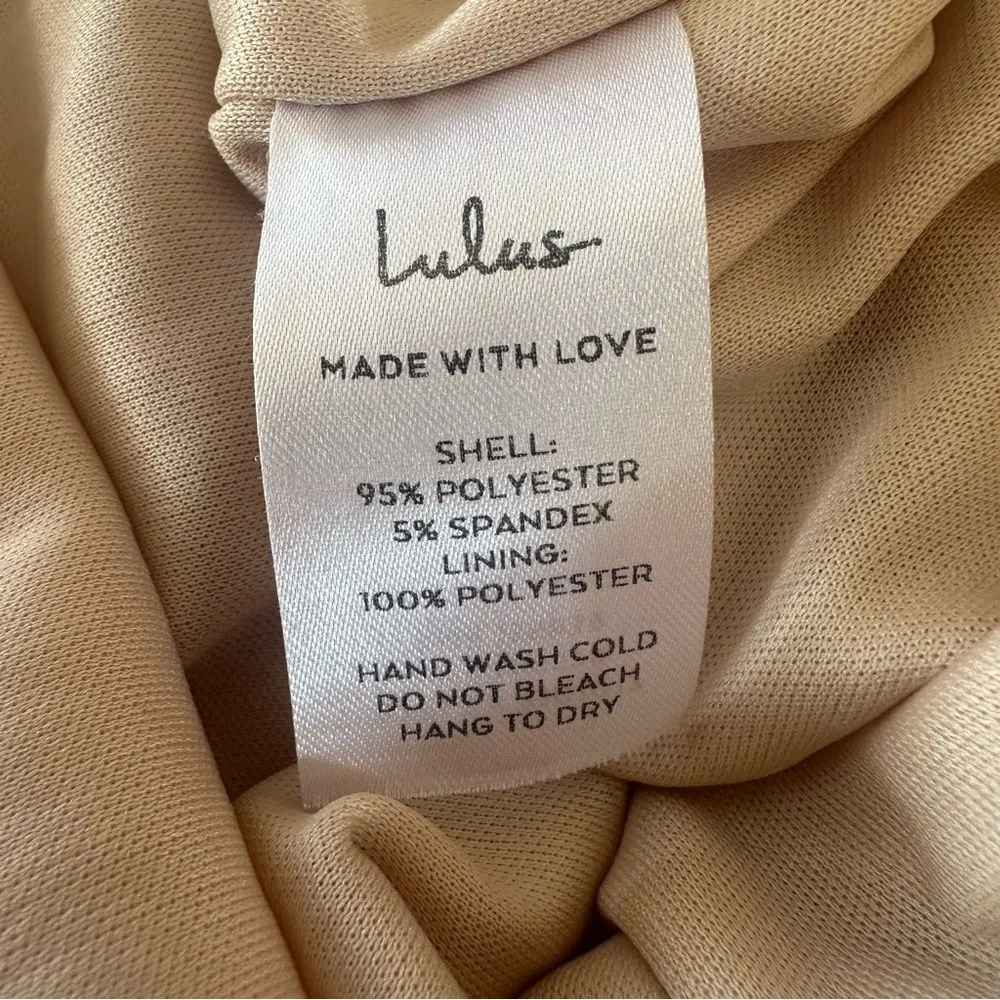 Lulus
MADE WITH LOVE
SHELL:
95% POLYESTER
5% SPANDEX
LINING:
100% POLYESTER
HAND WASH COLD
DO NOT BLEACH
HANG TO DRY